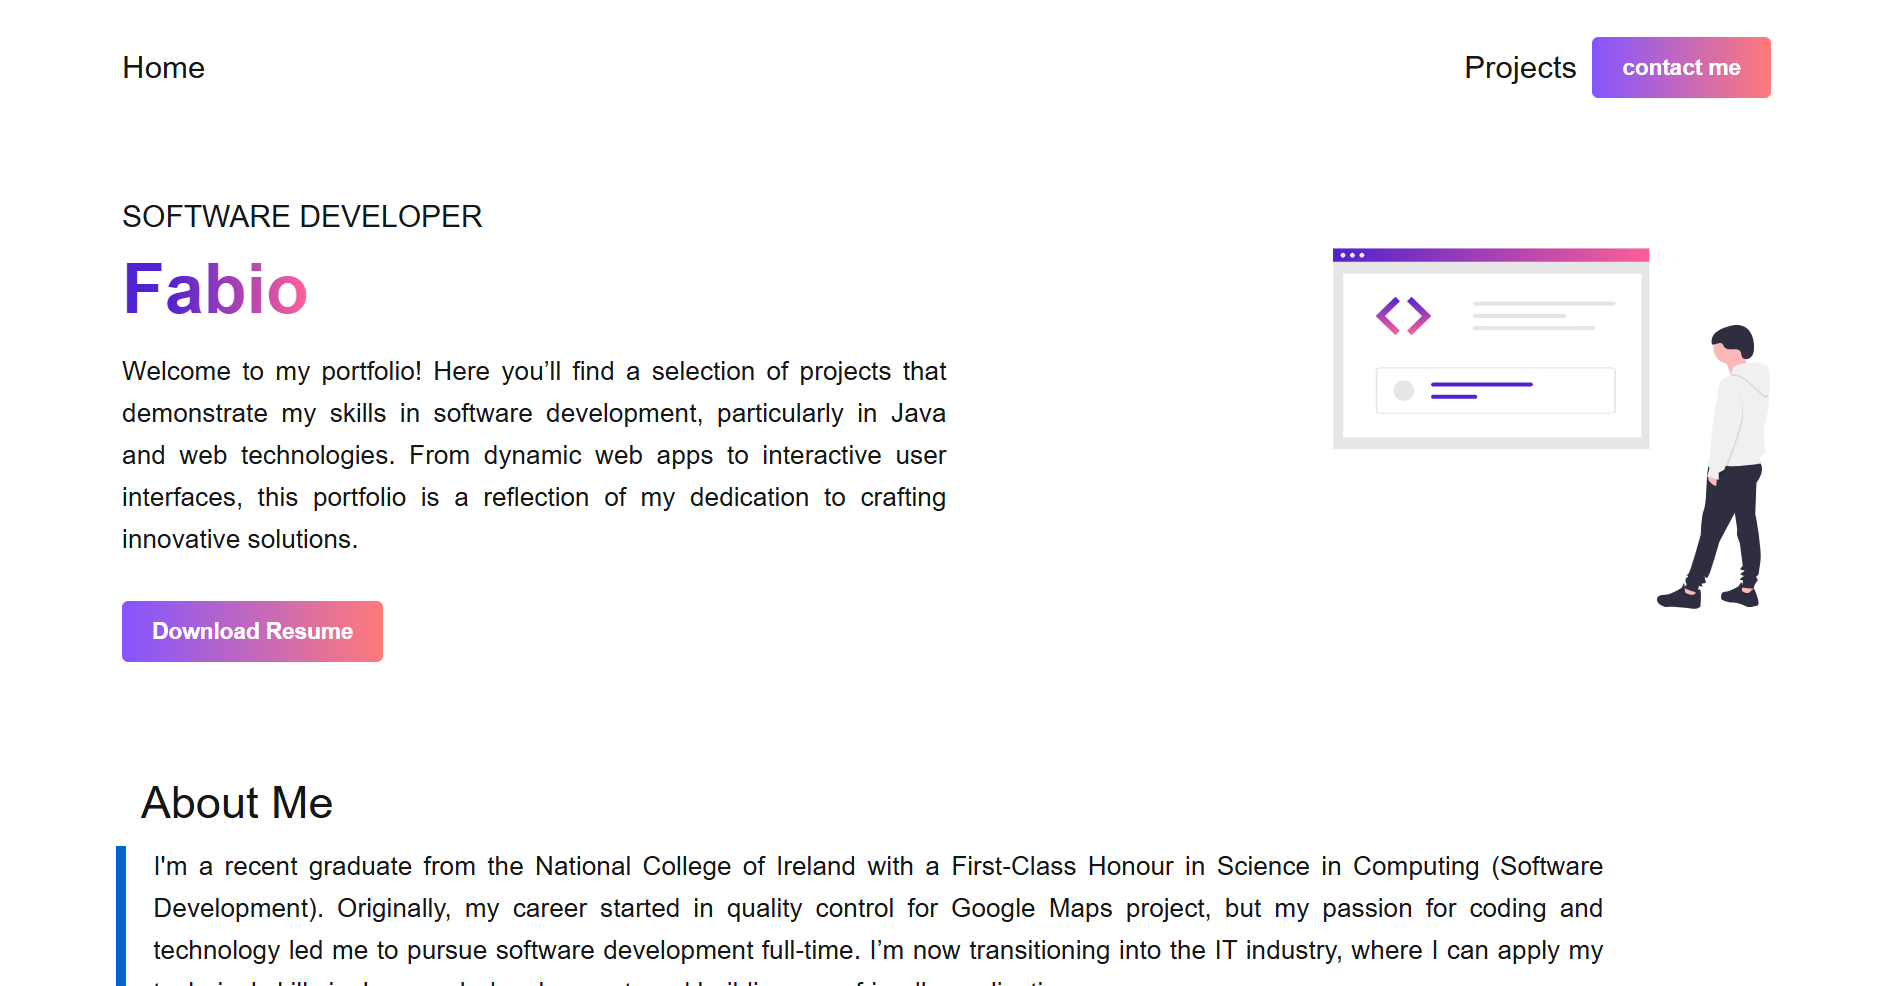 Home
Projects
contact me
SOFTWARE DEVELOPER
Fabio
Welcome to my portfolio! Here you’ll find a selection of projects that
demonstrate my skills in software development, particularly in Java
and web technologies. From dynamic web apps to interactive user
interfaces, this portfolio is a reflection of my dedication to crafting
innovative solutions.
Download Resume
About Me
I'm a recent graduate from the National College of Ireland with a First-Class Honour in Science in Computing (Software
Development). Originally, my career started in quality control for Google Maps project, but my passion for coding and
technology led me to pursue software development full-time. I’m now transitioning into the IT industry, where I can apply my